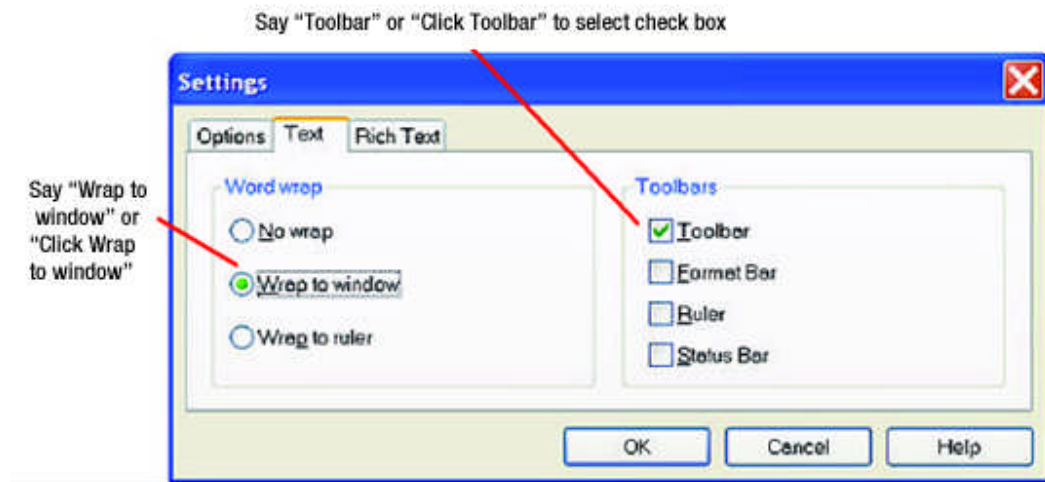 Say “Toolbar” or “Click Toolbar” to select check box
Settings
Options Text Rich Text
Say “Wrap to
window” or
“Click Wrap
to window”
Word wrap
No wrap
Wrap to window
Wrap to ruler
Toolbars
Toolbar
Format Bar
Ruler
Status Bar
OK Cancel Help